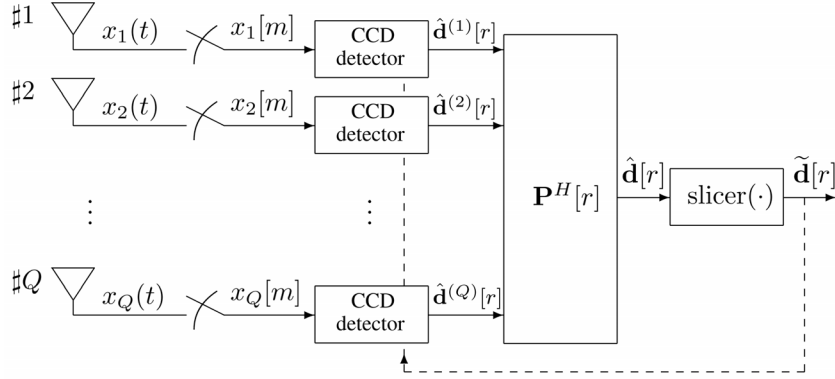 ♯1 x₁(t) x₁[m] CCD detector d̂⁽¹⁾[r]
♯2 x₂(t) x₂[m] CCD detector d̂⁽²⁾[r]
⋮ ⋮
Pᴴ[r] d̂[r] slicer(·) d̃[r]
♯Q x_Q(t) x_Q[m] CCD detector d̂⁽Q⁾[r]